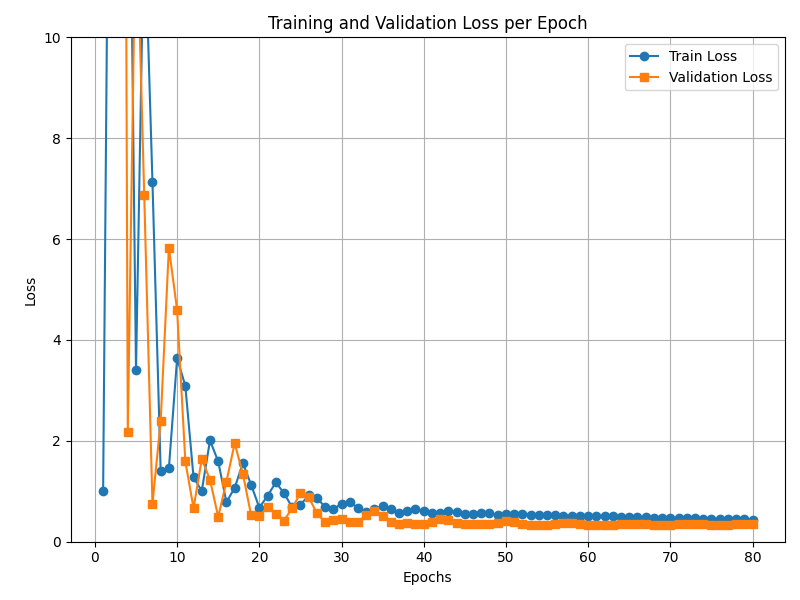 Training and Validation Loss per Epoch
Train Loss
Validation Loss
Loss
10
8
6
4
2
0
0 10 20 30 40 50 60 70 80
Epochs